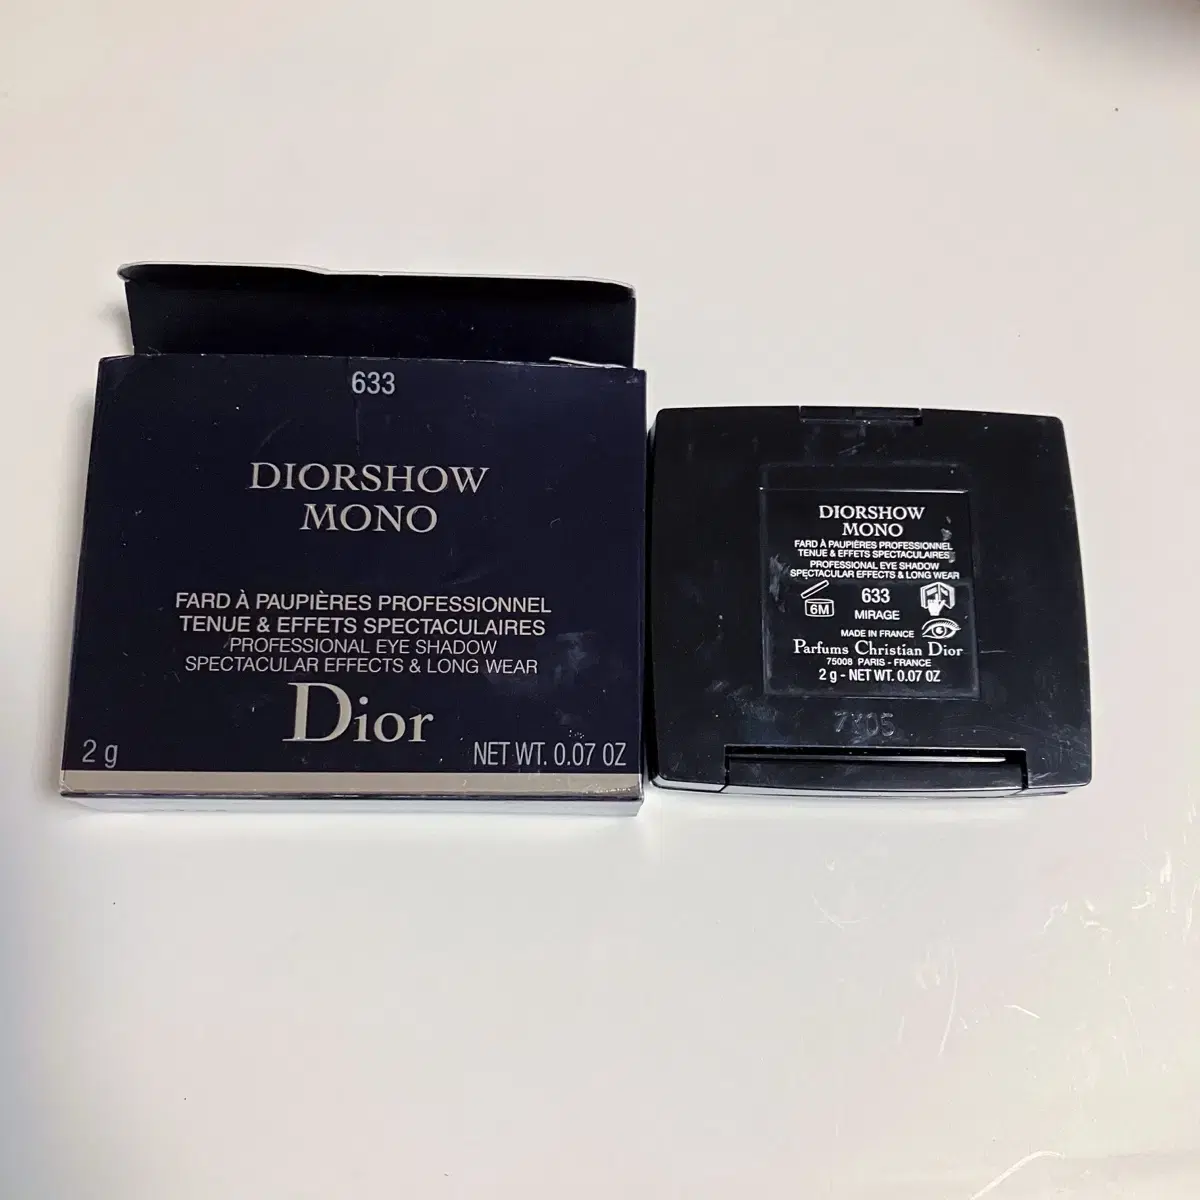 633
DIORSHOW
MONO
FARD À PAUPIÈRES PROFESSIONNEL
TENUE & EFFETS SPECTACULAIRES
PROFESSIONAL EYE SHADOW
SPECTACULAR EFFECTS & LONG WEAR
Dior
2 g
NET WT. 0.07 OZ
DIORSHOW
MONO
FARD À PAUPIÈRES PROFESSIONNEL
TENUE & EFFETS SPECTACULAIRES
PROFESSIONAL EYE SHADOW
SPECTACULAR EFFECTS & LONG WEAR
6M
633
MIRAGE
MADE IN FRANCE
Parfums Christian Dior
75008 PARIS - FRANCE
2 g - NET WT. 0.07 OZ